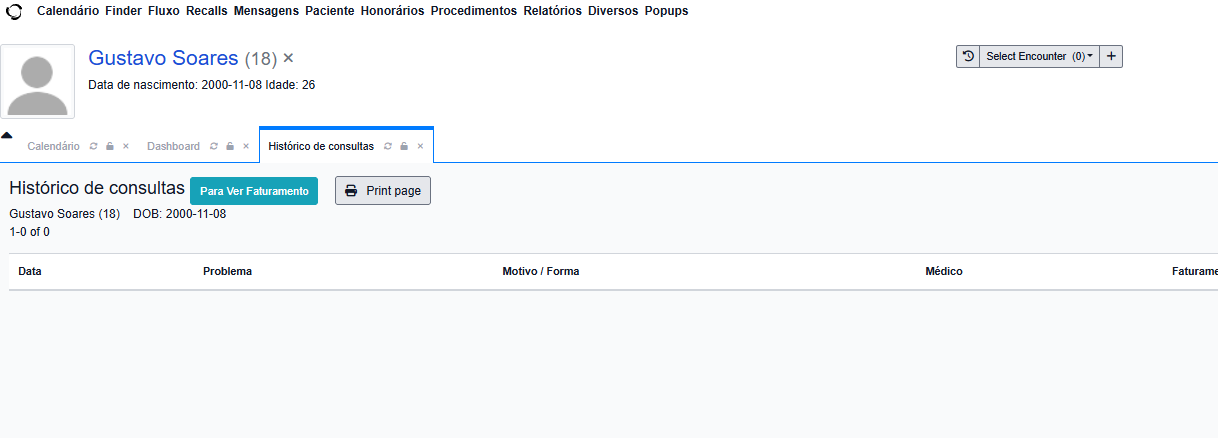 Calendário Finder Fluxo Recalls Mensagens Paciente Honorários Procedimentos Relatórios Diversos Popups
Gustavo Soares (18) ×
Select Encounter (0) +
Data de nascimento: 2000-11-08 Idade: 26
Calendário × Dashboard × Histórico de consultas ×
Histórico de consultas Para Ver Faturamento Print page
Gustavo Soares (18) DOB: 2000-11-08
1-0 of 0
Data Problema Motivo / Forma Médico Faturame